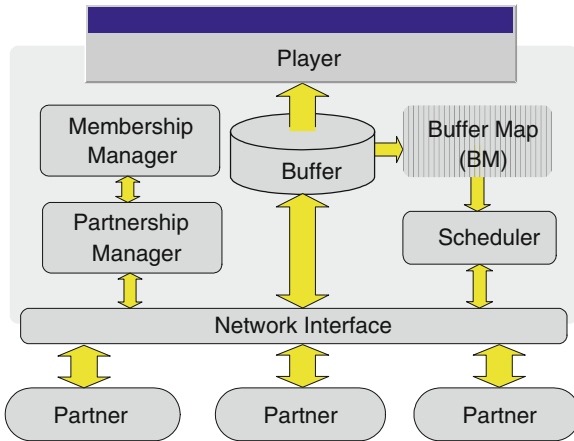 Player
Membership
Manager
Buffer
Buffer Map
(BM)
Partnership
Manager
Scheduler
Network Interface
Partner
Partner
Partner